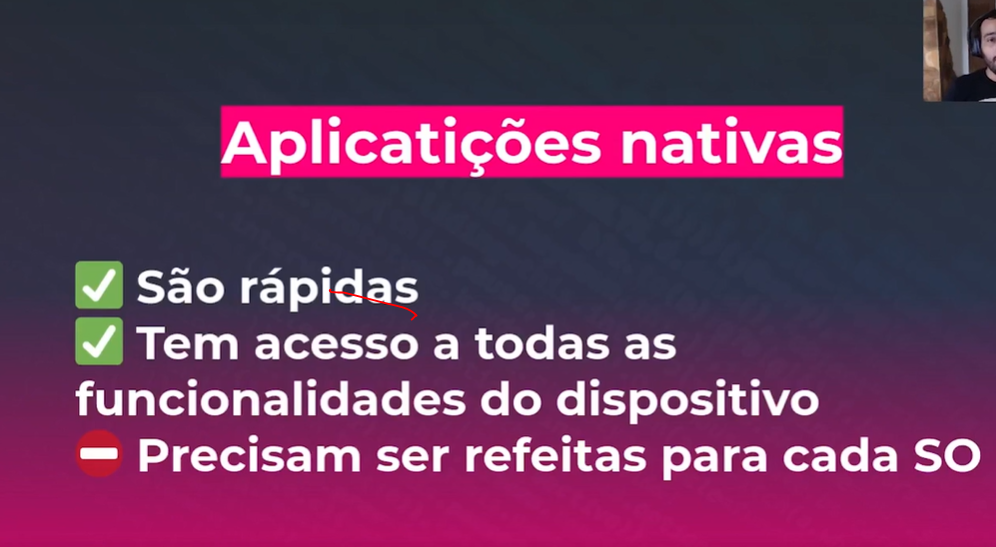 Aplicatições nativas
✅ São rápidas
✅ Tem acesso a todas as
funcionalidades do dispositivo
⛔ Precisam ser refeitas para cada SO